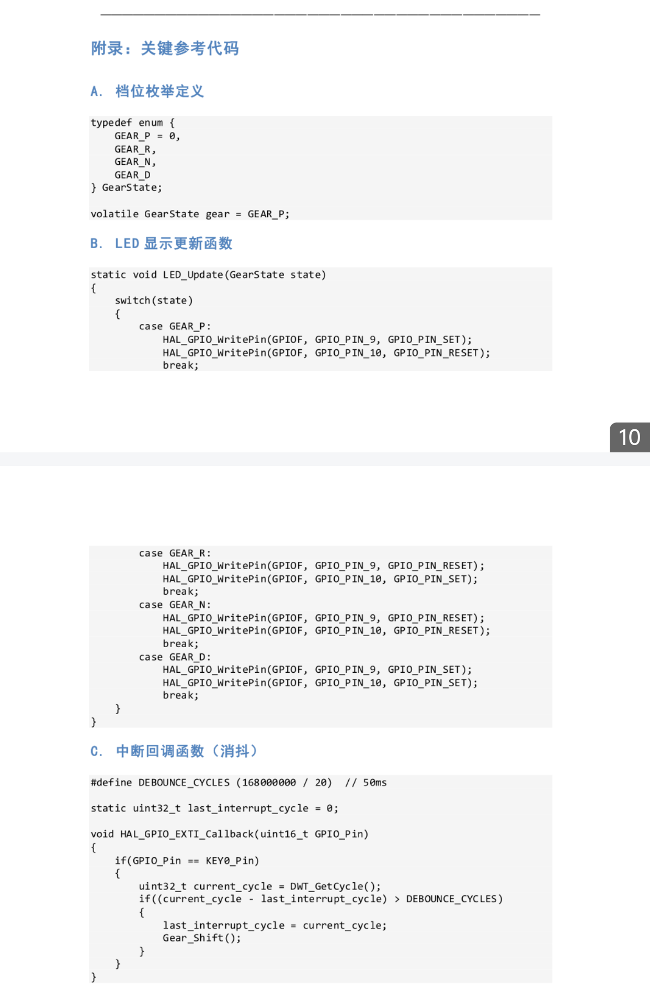 附录：关键参考代码
A. 档位枚举定义
typedef enum {
    GEAR_P = 0,
    GEAR_R,
    GEAR_N,
    GEAR_D
} GearState;

volatile GearState gear = GEAR_P;
B. LED 显示更新函数
static void LED_Update(GearState state)
{
    switch(state)
    {
        case GEAR_P:
            HAL_GPIO_WritePin(GPIOF, GPIO_PIN_9, GPIO_PIN_SET);
            HAL_GPIO_WritePin(GPIOF, GPIO_PIN_10, GPIO_PIN_RESET);
            break;
10
        case GEAR_R:
            HAL_GPIO_WritePin(GPIOF, GPIO_PIN_9, GPIO_PIN_RESET);
            HAL_GPIO_WritePin(GPIOF, GPIO_PIN_10, GPIO_PIN_SET);
            break;
        case GEAR_N:
            HAL_GPIO_WritePin(GPIOF, GPIO_PIN_9, GPIO_PIN_RESET);
            HAL_GPIO_WritePin(GPIOF, GPIO_PIN_10, GPIO_PIN_RESET);
            break;
        case GEAR_D:
            HAL_GPIO_WritePin(GPIOF, GPIO_PIN_9, GPIO_PIN_SET);
            HAL_GPIO_WritePin(GPIOF, GPIO_PIN_10, GPIO_PIN_SET);
            break;
    }
}
C. 中断回调函数（消抖）
#define DEBOUNCE_CYCLES (168000000 / 20)  // 50ms

static uint32_t last_interrupt_cycle = 0;

void HAL_GPIO_EXTI_Callback(uint16_t GPIO_Pin)
{
    if(GPIO_Pin == KEY0_Pin)
    {
        uint32_t current_cycle = DWT_GetCycle();
        if((current_cycle - last_interrupt_cycle) > DEBOUNCE_CYCLES)
        {
            last_interrupt_cycle = current_cycle;
            Gear_Shift();
        }
    }
}